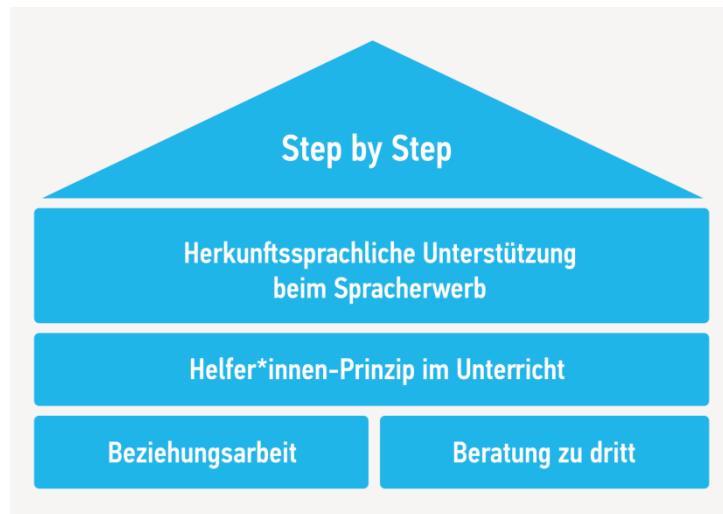 Step by Step
Herkunftssprachliche Unterstützung
beim Spracherwerb
Helfer*innen-Prinzip im Unterricht
Beziehungsarbeit
Beratung zu dritt